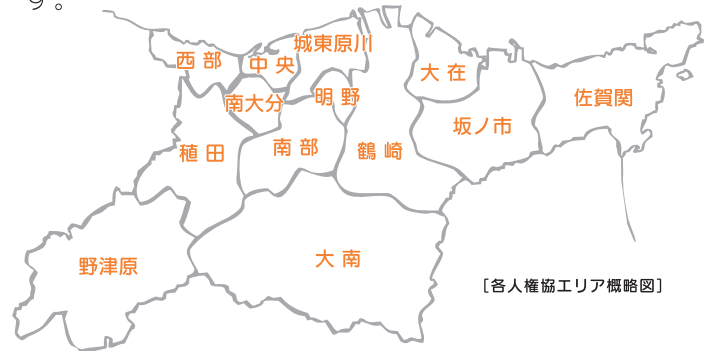 す。
城東原川
西部
中央
大在
南大分
明野
佐賀関
坂ノ市
稙田
南部
鶴崎
野津原
大南
［各人権協エリア概略図］